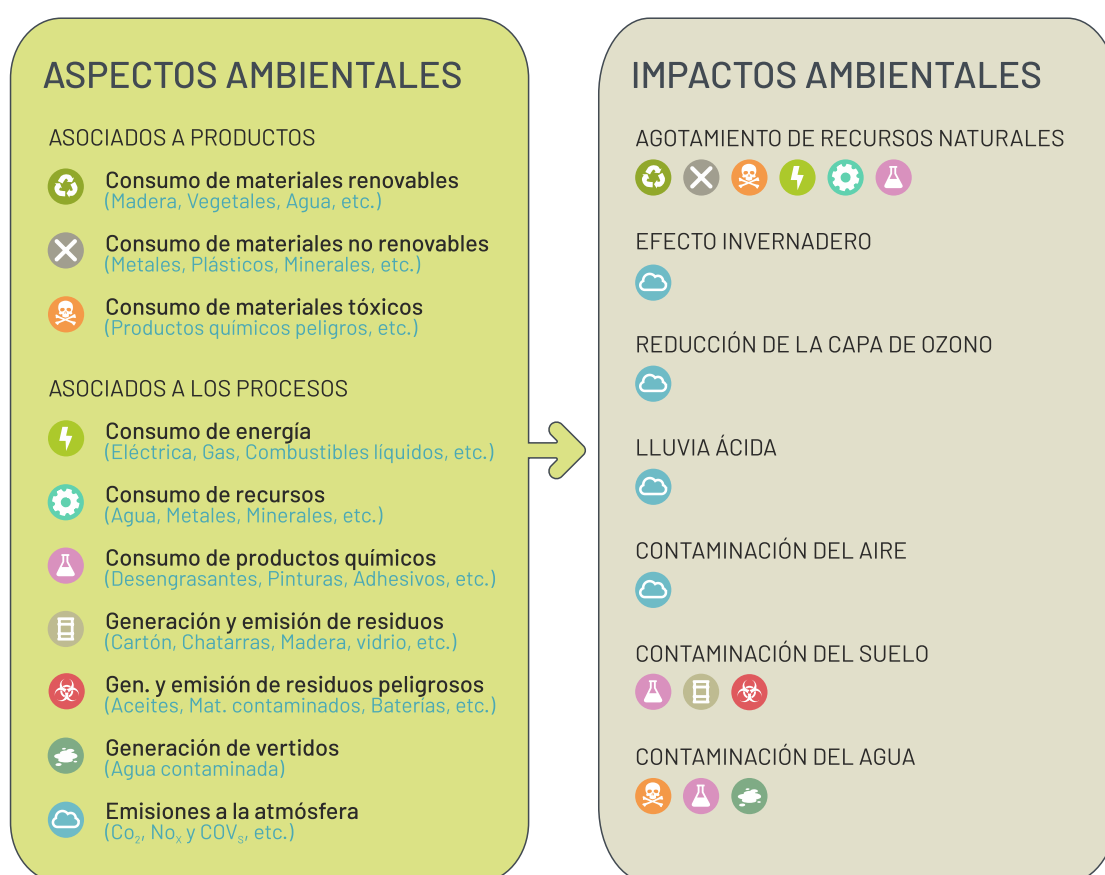 ASPECTOS AMBIENTALES
ASOCIADOS A PRODUCTOS
Consumo de materiales renovables
(Madera, Vegetales, Agua, etc.)
Consumo de materiales no renovables
(Metales, Plásticos, Minerales, etc.)
Consumo de materiales tóxicos
(Productos químicos peligros, etc.)
ASOCIADOS A LOS PROCESOS
Consumo de energía
(Eléctrica, Gas, Combustibles líquidos, etc.)
Consumo de recursos
(Agua, Metales, Minerales, etc.)
Consumo de productos químicos
(Desengrasantes, Pinturas, Adhesivos, etc.)
Generación y emisión de residuos
(Cartón, Chatarras, Madera, vidrio, etc.)
Gen. y emisión de residuos peligrosos
(Aceites, Mat. contaminados, Baterías, etc.)
Generación de vertidos
(Agua contaminada)
Emisiones a la atmósfera
(Co₂, Noₓ y COVₛ, etc.)
IMPACTOS AMBIENTALES
AGOTAMIENTO DE RECURSOS NATURALES
EFECTO INVERNADERO
REDUCCIÓN DE LA CAPA DE OZONO
LLUVIA ÁCIDA
CONTAMINACIÓN DEL AIRE
CONTAMINACIÓN DEL SUELO
CONTAMINACIÓN DEL AGUA